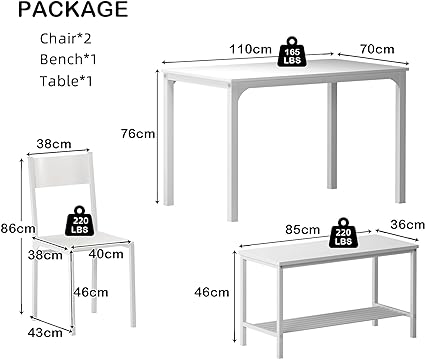 PACKAGE
Chair*2
Bench*1
Table*1
110cm
70cm
165
LBS
76cm
38cm
86cm
220
LBS
38cm
40cm
46cm
43cm
85cm
36cm
220
LBS
46cm